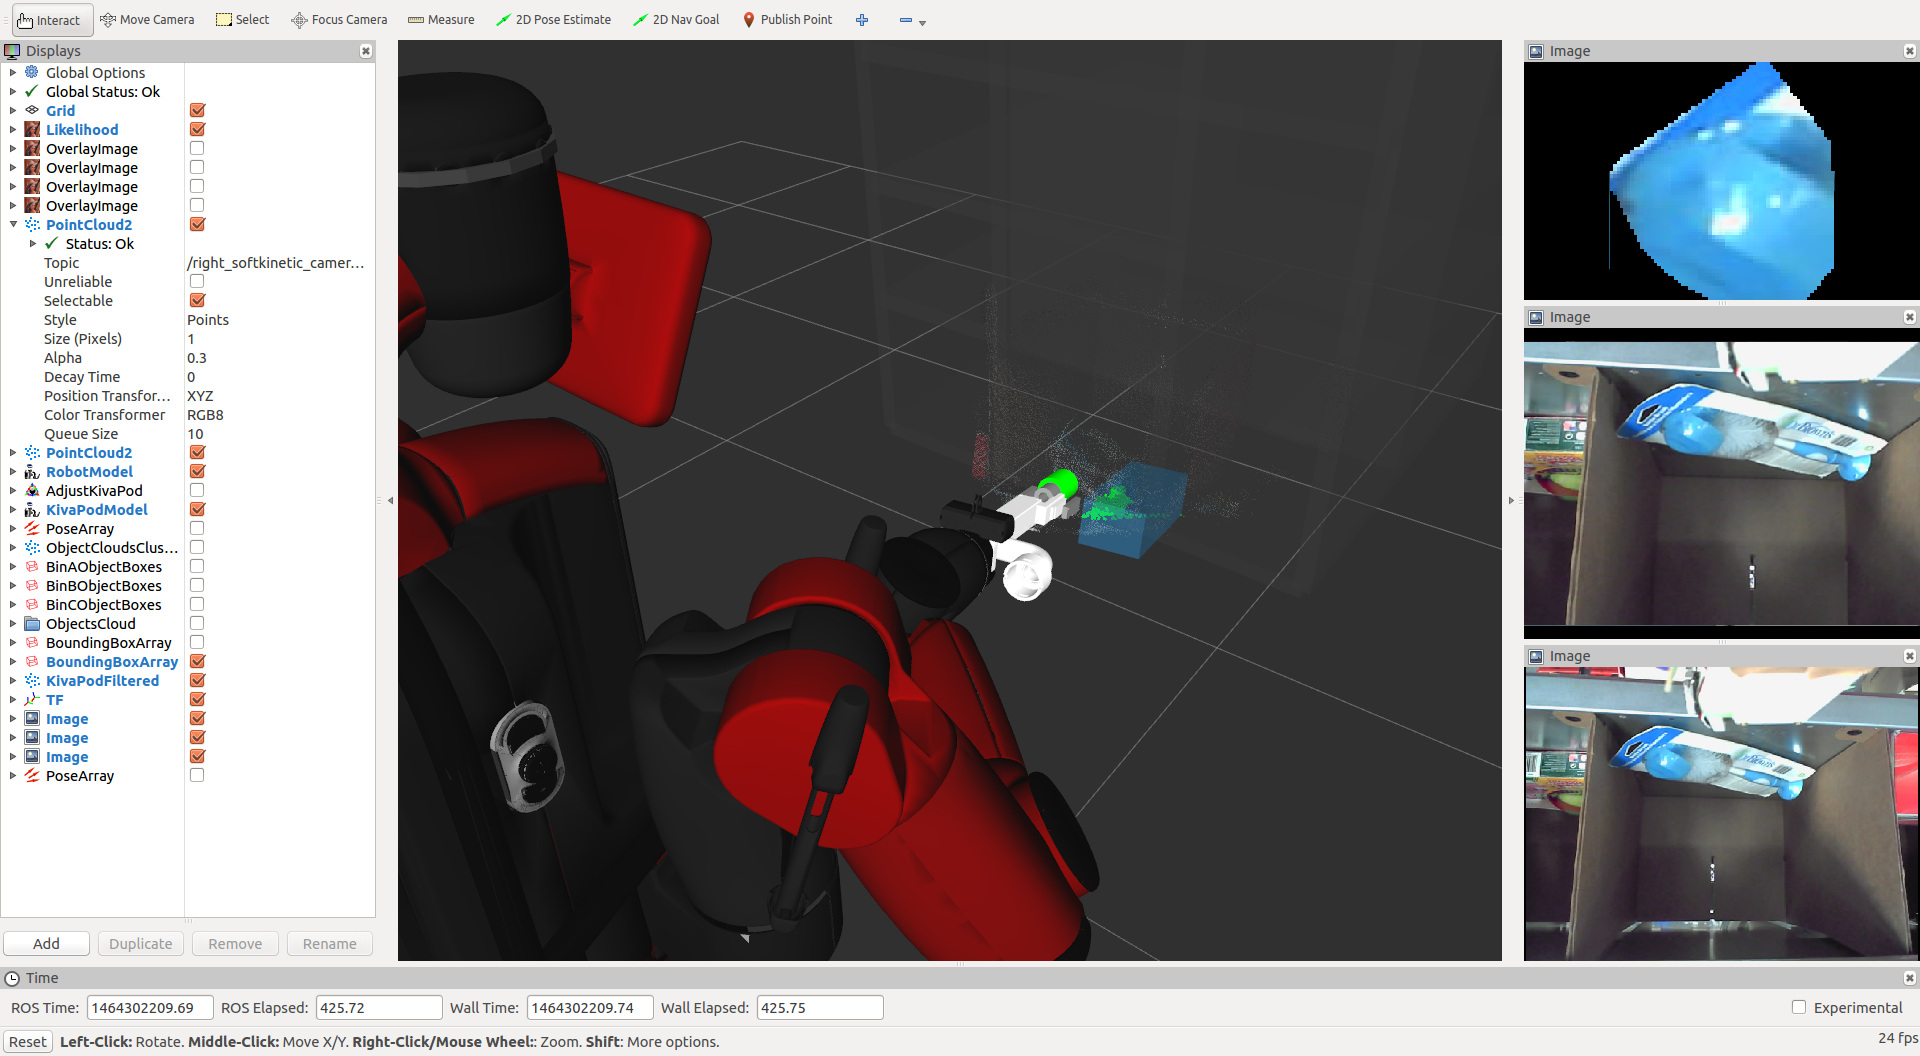 Interact Move Camera Select Focus Camera Measure 2D Pose Estimate 2D Nav Goal Publish Point
Displays
Global Options
Global Status: Ok
Grid
Likelihood
OverlayImage
OverlayImage
OverlayImage
OverlayImage
PointCloud2
Status: Ok
Topic /right_softkinetic_camer...
Unreliable
Selectable
Style Points
Size (Pixels) 1
Alpha 0.3
Decay Time 0
Position Transfor... XYZ
Color Transformer RGB8
Queue Size 10
PointCloud2
RobotModel
AdjustKivaPod
KivaPodModel
PoseArray
ObjectCloudsClus...
BinAObjectBoxes
BinBObjectBoxes
BinCObjectBoxes
ObjectsCloud
BoundingBoxArray
BoundingBoxArray
KivaPodFiltered
TF
Image
Image
Image
PoseArray
Add Duplicate Remove Rename
Image
Image
Image
Time
ROS Time: 1464302209.69 ROS Elapsed: 425.72 Wall Time: 1464302209.74 Wall Elapsed: 425.75 Experimental
Reset Left-Click: Rotate. Middle-Click: Move X/Y. Right-Click/Mouse Wheel:: Zoom. Shift: More options. 24 fps